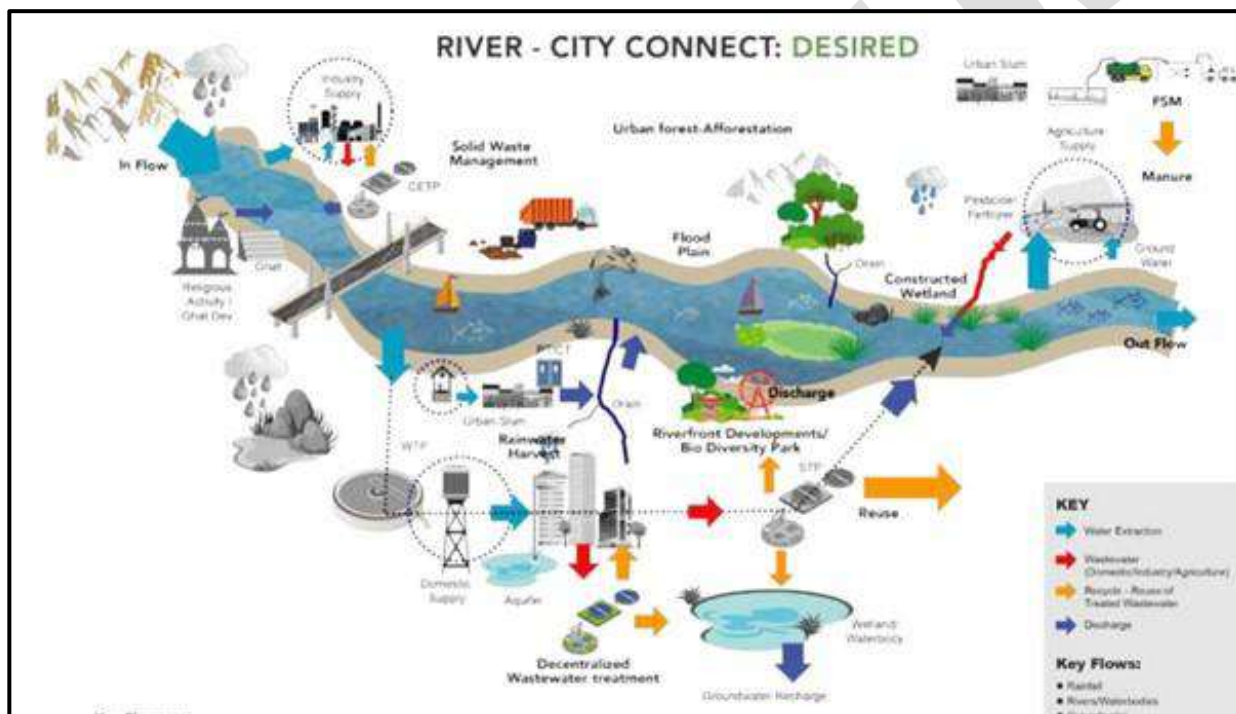 RIVER - CITY CONNECT: DESIRED
Industry
Supply
Urban Slum
FSM
Urban forest-Afforestation
Solid Waste
Management
In Flow
CETP
Agriculture
Supply
Manure
Pesticide/
Fertilizer
Flood
Plain
Ghat
Drain
Ground
Water
Constructed
Wetland
Religious
Activity /
Ghat Dev
Out Flow
Discharge
Urban Slum
Drain
Rainwater
Harvest
Riverfront Developments/
Bio Diversity Park
WTP
STP
Reuse
Domestic
Supply
Aquifer
Wetland/
Waterbody
Decentralized
Wastewater treatment
Groundwater Recharge
KEY
Water Extraction
Wastewater
(Domestic/Industry/Agriculture)
Recycle - Reuse of
Treated Wastewater
Discharge
Key Flows:
Rainfall
Rivers/Waterbodies